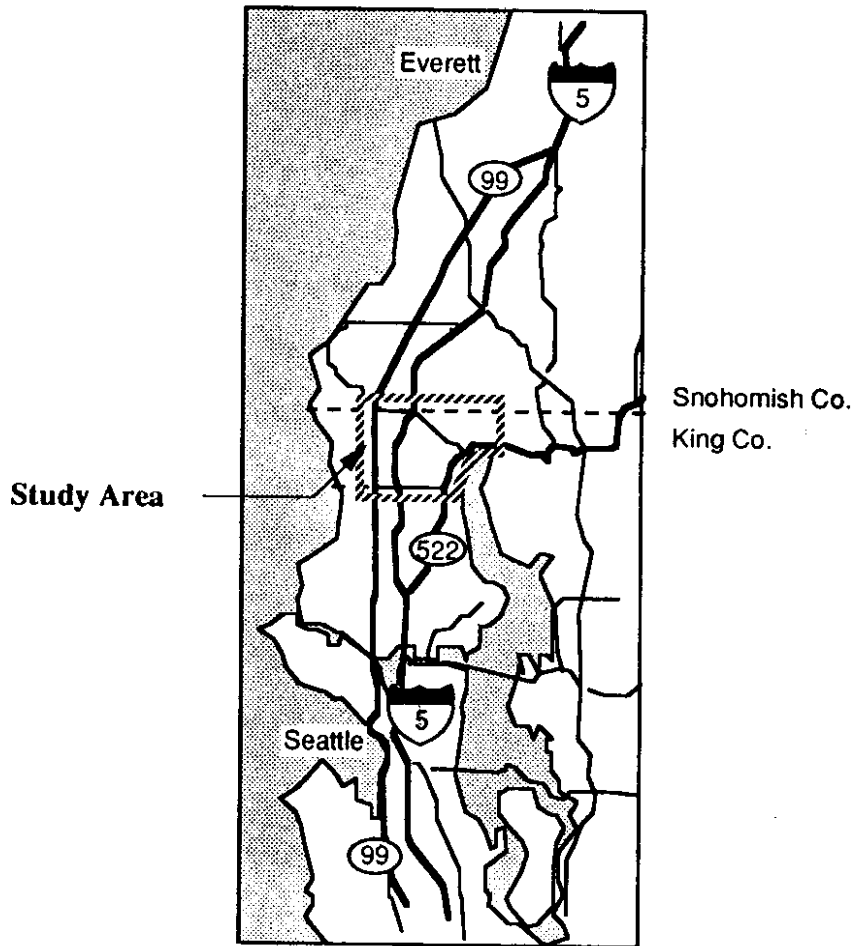 Everett
5
99
Snohomish Co.
King Co.
Study Area
522
5
Seattle
99